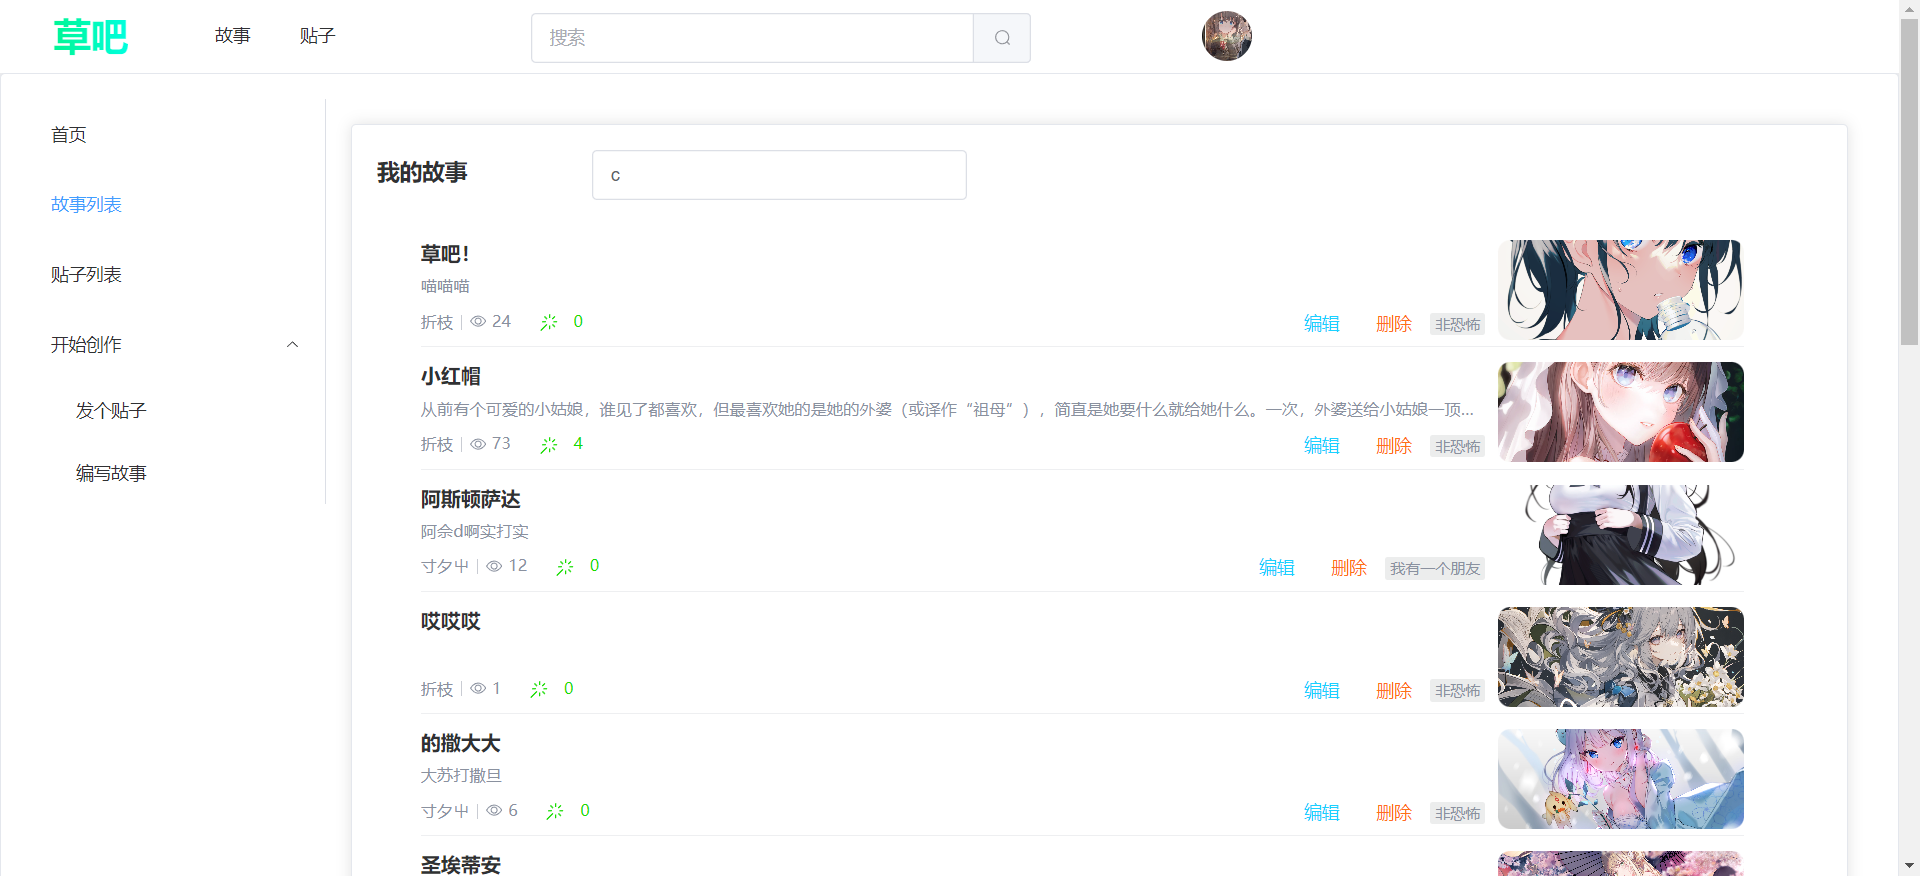 草吧
故事
贴子
搜索
首页
故事列表
贴子列表
开始创作
发个贴子
编写故事
我的故事
c
草吧!
喵喵喵
折枝 24 0 编辑 删除 非恐怖
小红帽
从前有个可爱的小姑娘，谁见了都喜欢，但最喜欢她的是她的外婆（或译作“祖母”），简直是她要什么就给她什么。一次，外婆送给小姑娘一顶...
折枝 73 4 编辑 删除 非恐怖
阿斯顿萨达
阿佘d啊实打实
寸夕屮 12 0 编辑 删除 我有一个朋友
哎哎哎
折枝 1 0 编辑 删除 非恐怖
的撒大大
大苏打撒旦
寸夕屮 6 0 编辑 删除 非恐怖
圣埃蒂安